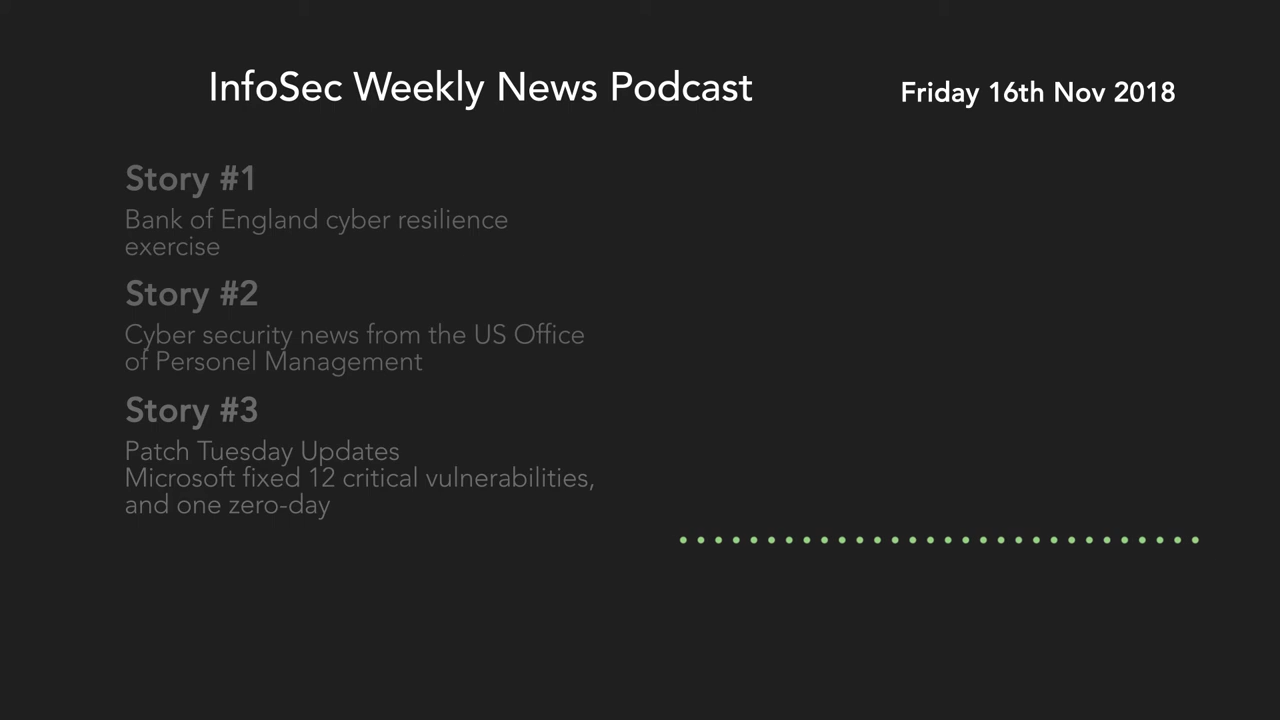 InfoSec Weekly News Podcast
Friday 16th Nov 2018
Story #1
Bank of England cyber resilience
exercise
Story #2
Cyber security news from the US Office
of Personel Management
Story #3
Patch Tuesday Updates
Microsoft fixed 12 critical vulnerabilities,
and one zero-day